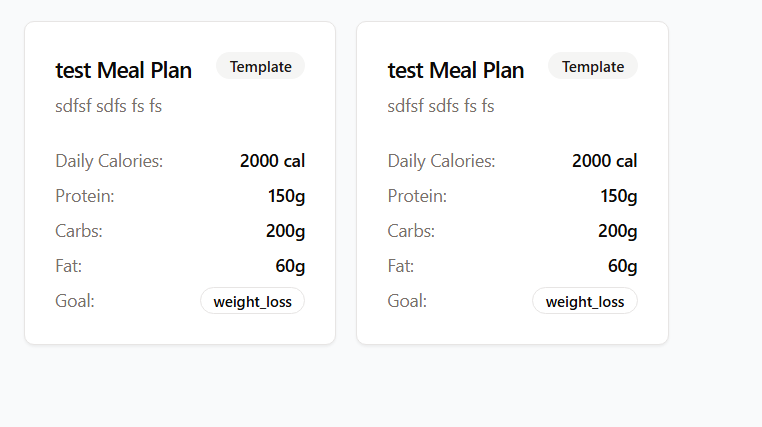 test Meal Plan Template
sdfsf sdfs fs fs
Daily Calories: 2000 cal
Protein: 150g
Carbs: 200g
Fat: 60g
Goal: weight_loss
test Meal Plan Template
sdfsf sdfs fs fs
Daily Calories: 2000 cal
Protein: 150g
Carbs: 200g
Fat: 60g
Goal: weight_loss